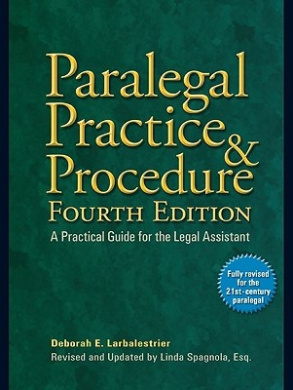 Paralegal
Practice &
Procedure
FOURTH EDITION
A Practical Guide for the Legal Assistant
Fully revised
for the
21st-century
paralegal
Deborah E. Larbalestrier
Revised and Updated by Linda Spagnola, Esq.